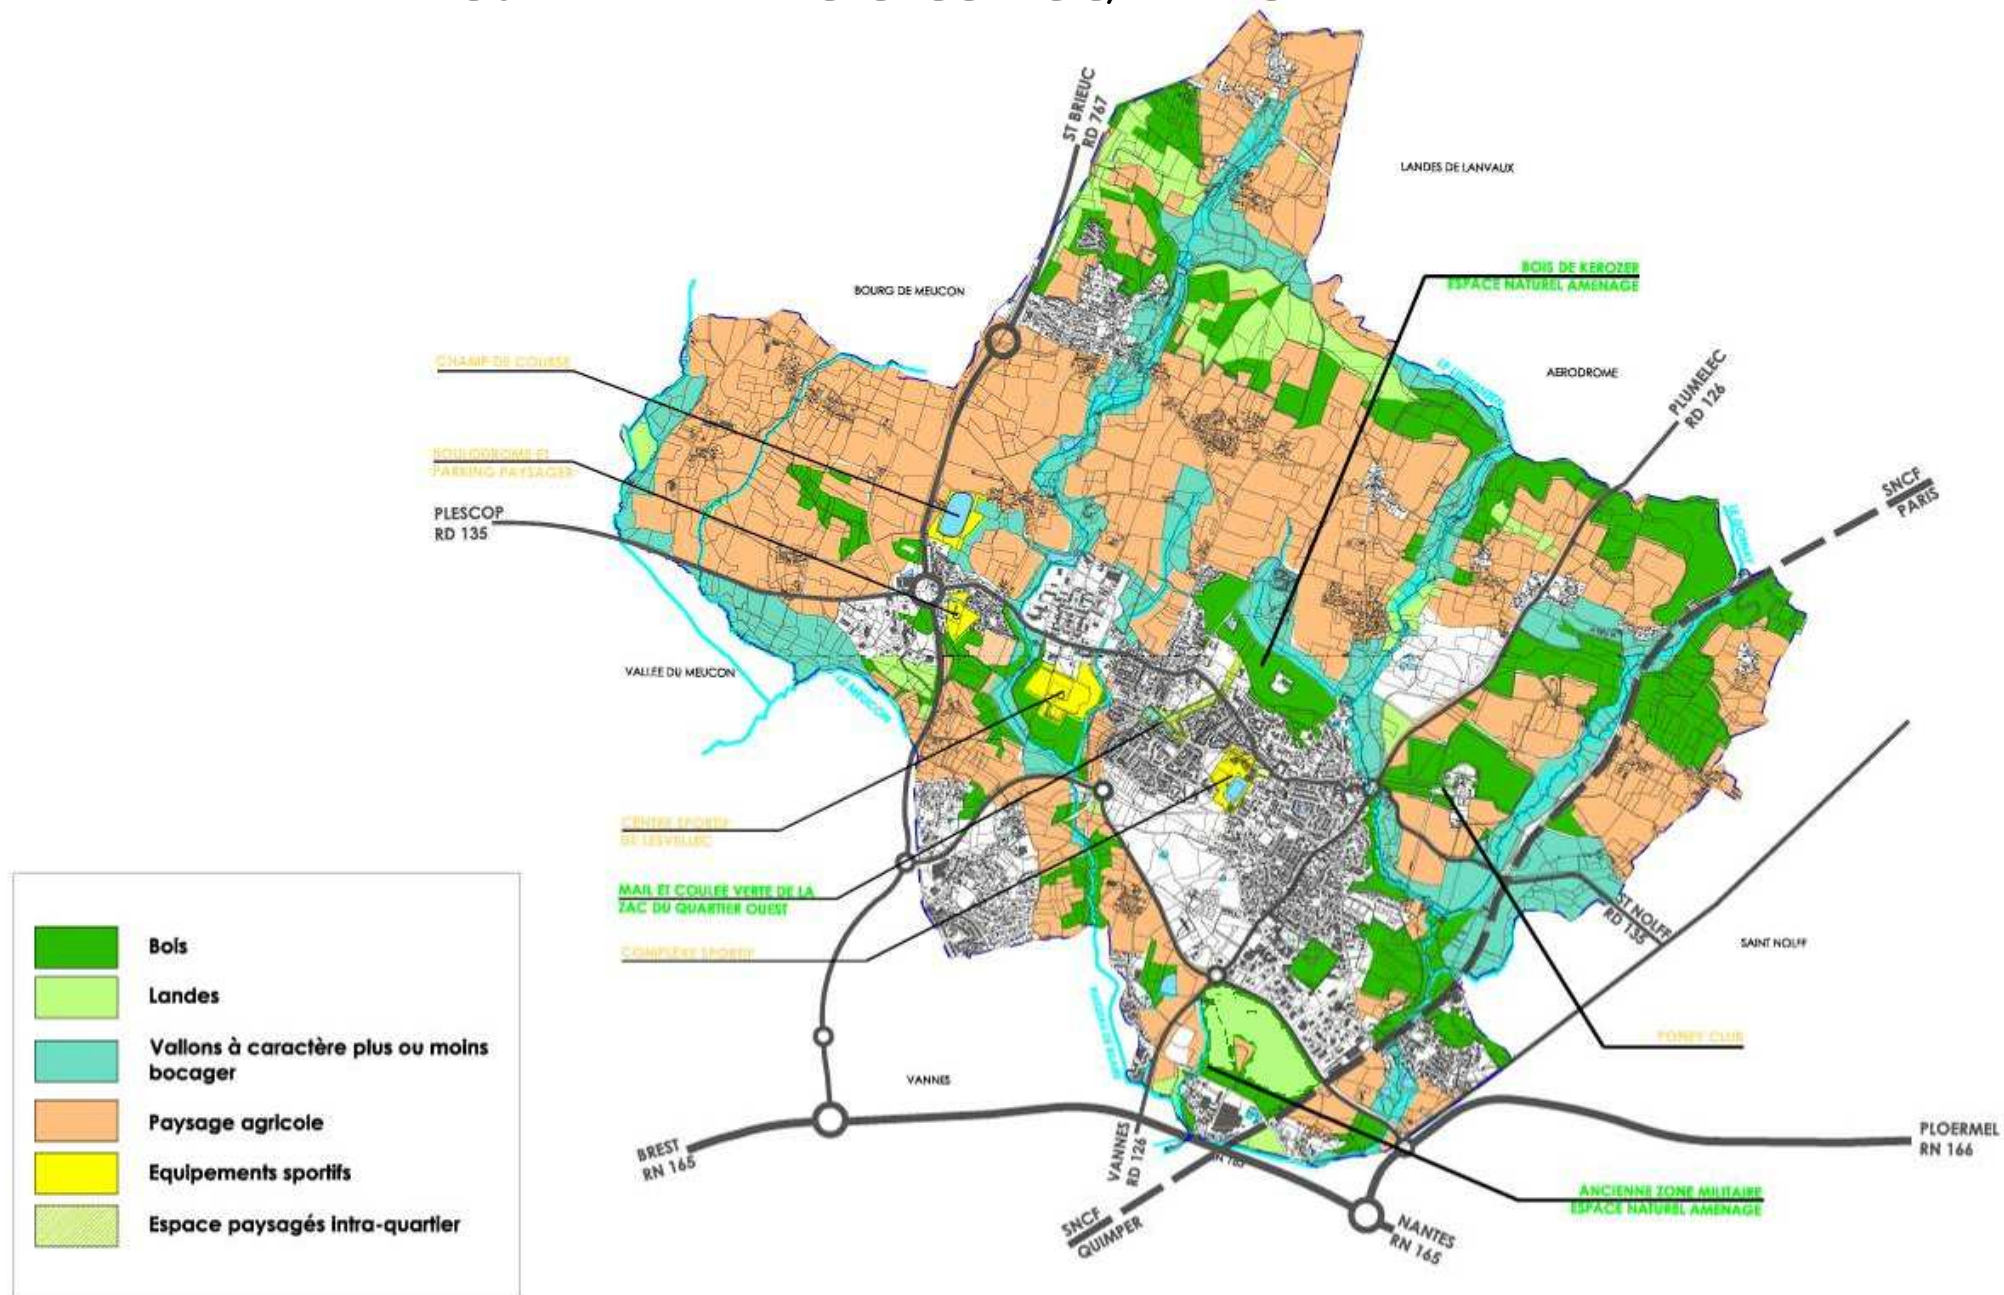 ST BRIEUC
RD 767
LANDES DE LANVAUX
BOIS DE KEROZER
ESPACE NATUREL AMENAGE
BOURG DE MEUCON
CHAMP DE COURSE
AERODROME
PLUMELEC
RD 126
BOULODROME ET
PARKING PAYSAGER
SNCF
PARIS
PLESCOP
RD 135
VALLEE DU MEUCON
LE MEUCON
CENTRE SPORTIF
DE LESVELLEC
MAIL ET COULEE VERTE DE LA
ZAC DU QUARTIER OUEST
COMPLEXE SPORTIF
ST NOLFF
RD 135
SAINT NOLFF
PONEY CLUB
VANNES
BREST
RN 165
VANNES
RD 126
PLOERMEL
RN 166
ANCIENNE ZONE MILITAIRE
ESPACE NATUREL AMENAGE
SNCF
QUIMPER
NANTES
RN 165
Bois
Landes
Vallons à caractère plus ou moins
bocager
Paysage agricole
Equipements sportifs
Espace paysagés intra-quartier